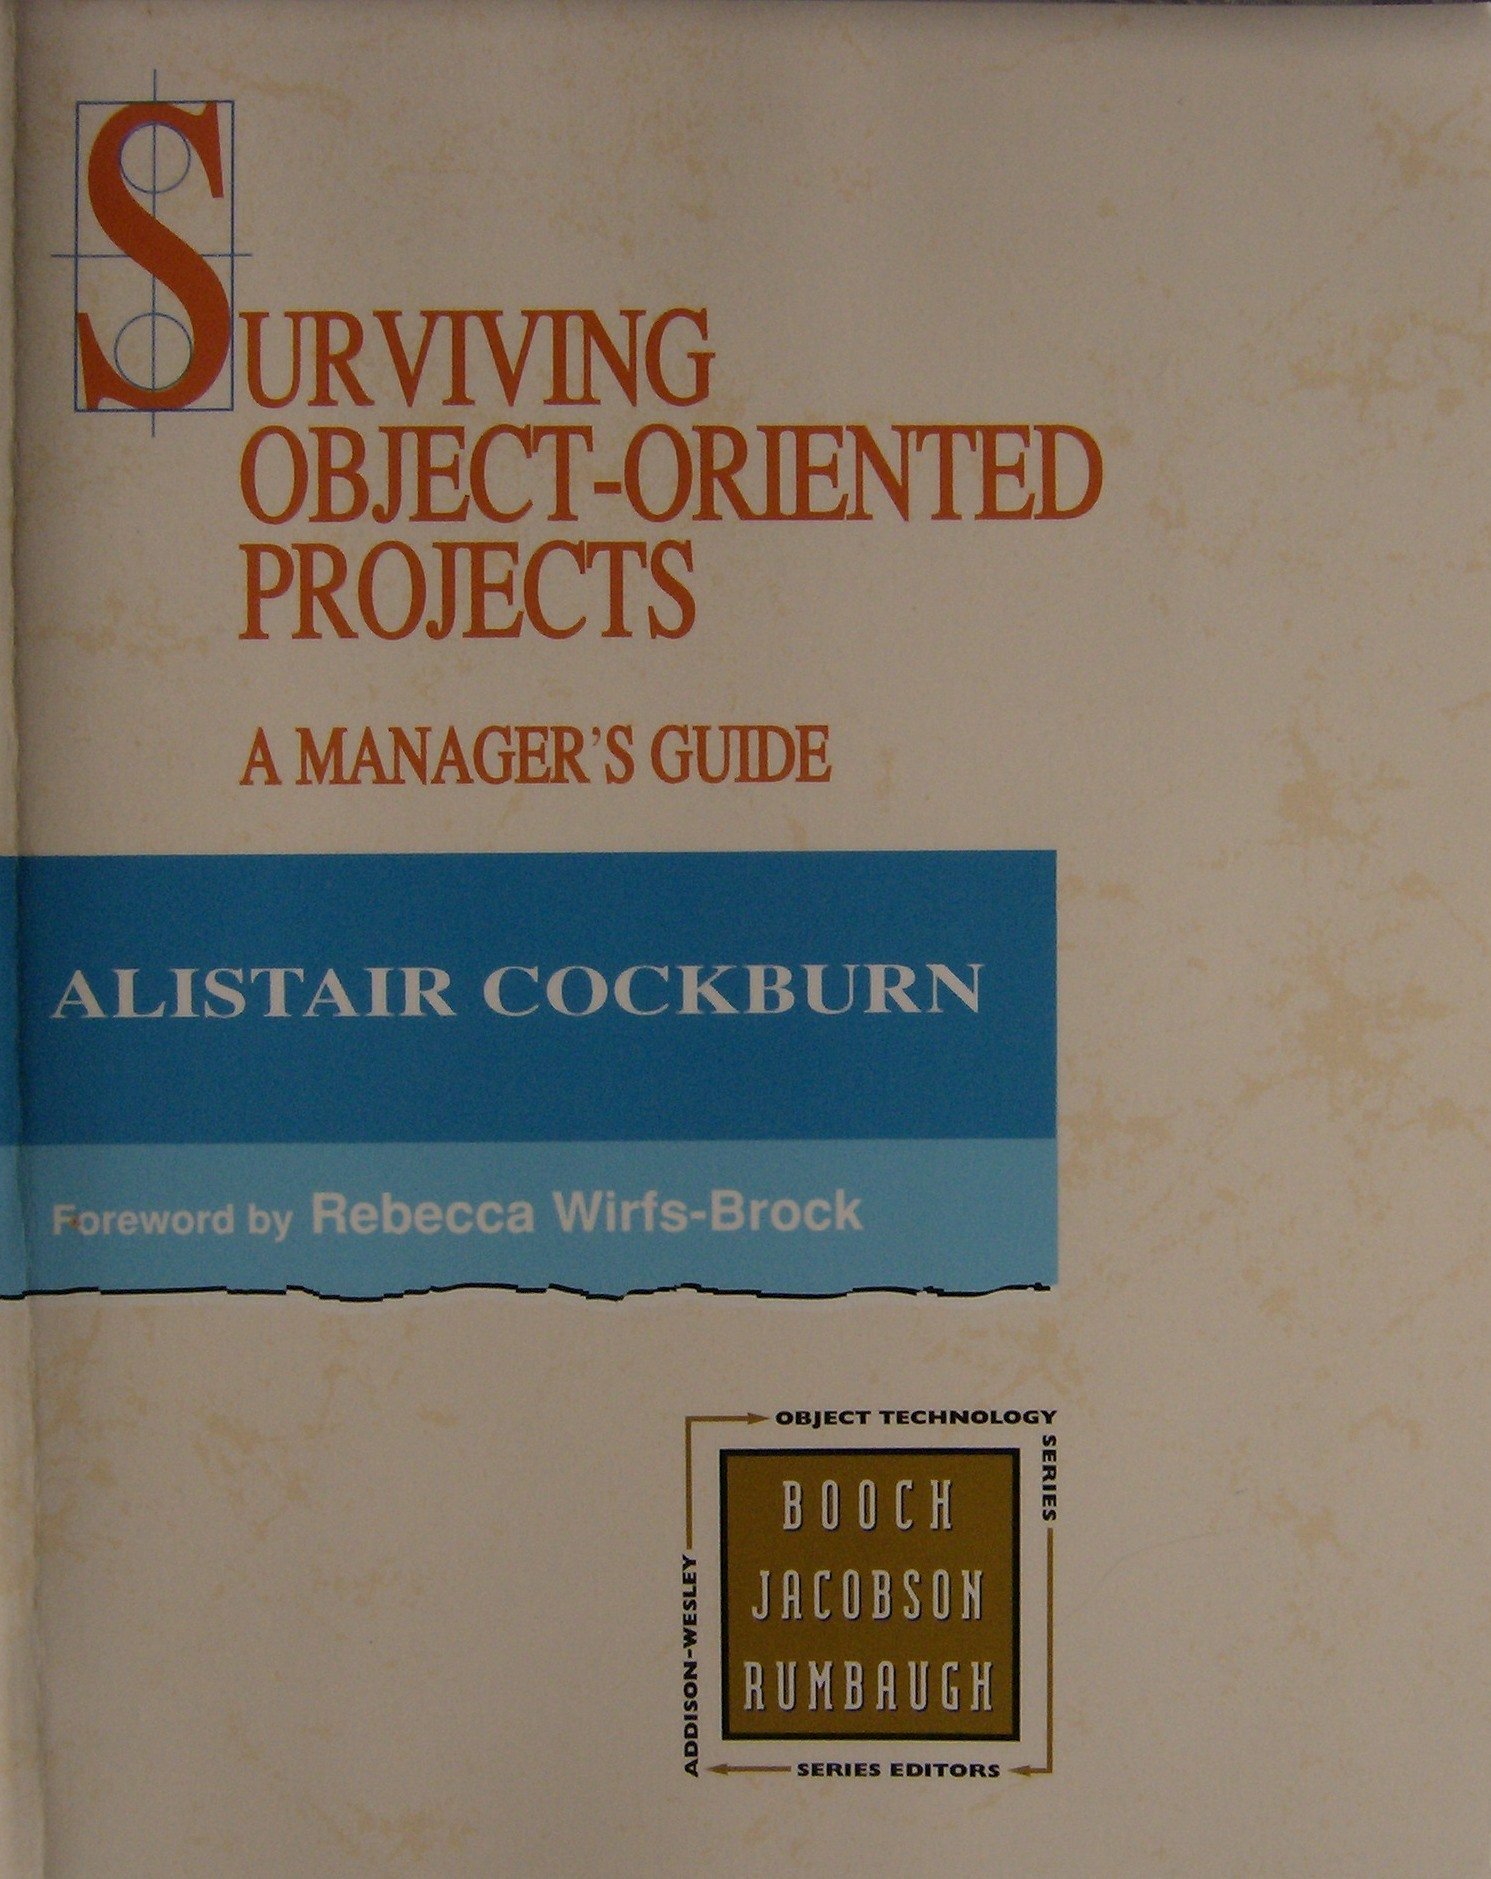 SURVIVING
OBJECT-ORIENTED
PROJECTS
A MANAGER'S GUIDE
ALISTAIR COCKBURN
Foreword by Rebecca Wirfs-Brock
ADDISON-WESLEY
OBJECT TECHNOLOGY
SERIES
BOOCH
JACOBSON
RUMBAUGH
SERIES EDITORS